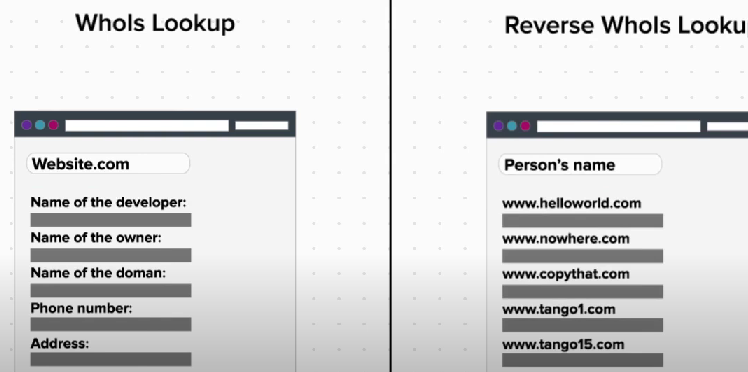 WhoIs Lookup
Website.com
Name of the developer:
Name of the owner:
Name of the doman:
Phone number:
Address:
Reverse WhoIs Looku
Person's name
www.helloworld.com
www.nowhere.com
www.copythat.com
www.tango1.com
www.tango15.com